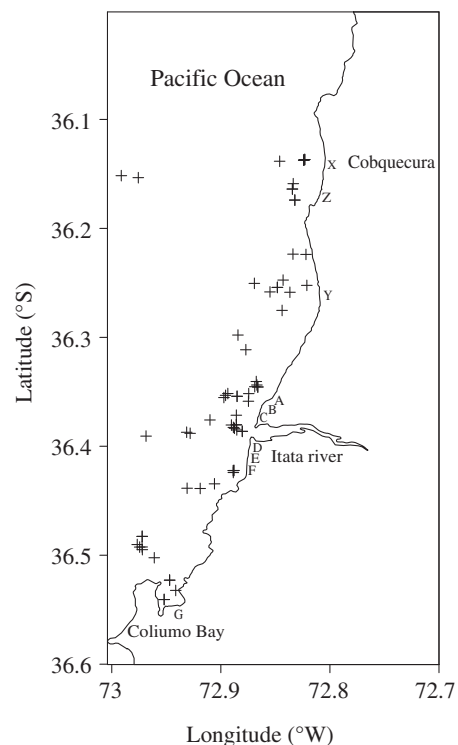 Pacific Ocean
36.1
X Cobquecura
Z
36.2
Y
36.3
Latitude (°S)
A
B
C
36.4
D
Itata river
E
F
36.5
G
Coliumo Bay
36.6
73 72.9 72.8 72.7
Longitude (°W)